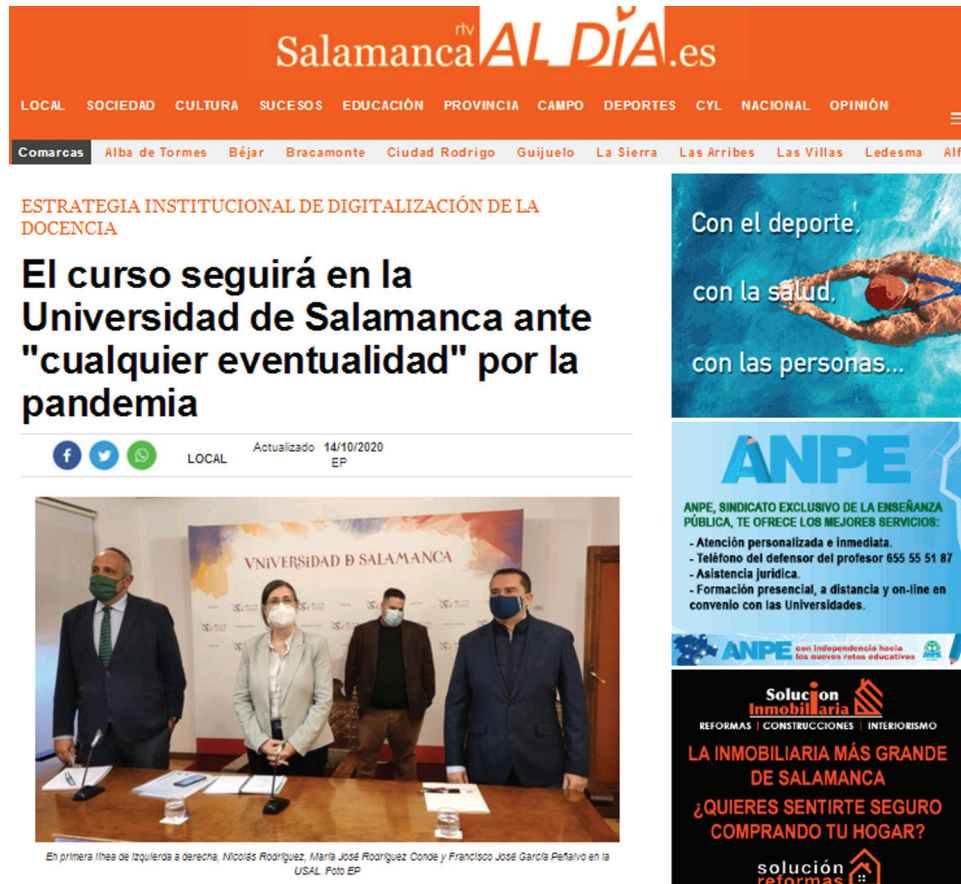 Salamanca rtv AL DÍA.es
LOCAL SOCIEDAD CULTURA SUCESOS EDUCACIÓN PROVINCIA CAMPO DEPORTES CYL NACIONAL OPINIÓN
Comarcas Alba de Tormes Béjar Bracamonte Ciudad Rodrigo Guijuelo La Sierra Las Arribes Las Villas Ledesma Alf
ESTRATEGIA INSTITUCIONAL DE DIGITALIZACIÓN DE LA
DOCENCIA
El curso seguirá en la
Universidad de Salamanca ante
"cualquier eventualidad" por la
pandemia
LOCAL
Actualizado 14/10/2020
EP
VNIVERSIDAD D SALAMANCA
En primera línea de izquierda a derecha, Nicolás Rodríguez, María José Rodríguez Conde y Francisco José García Peñalvo en la
USAL. Foto EP
Con el deporte,
con la salud,
con las personas...
ANPE
ANPE, SINDICATO EXCLUSIVO DE LA ENSEÑANZA
PÚBLICA, TE OFRECE LOS MEJORES SERVICIOS:
- Atención personalizada e inmediata.
- Teléfono del defensor del profesor 655 55 51 87
- Asistencia jurídica.
- Formación presencial, a distancia y on-line en
convenio con las Universidades.
ANPE con independencia hacia
los nuevos retos educativos ANPE
Solucion
Inmobiliaria
REFORMAS | CONSTRUCCIONES | INTERIORISMO
LA INMOBILIARIA MÁS GRANDE
DE SALAMANCA
¿QUIERES SENTIRTE SEGURO
COMPRANDO TU HOGAR?
solución
reformas